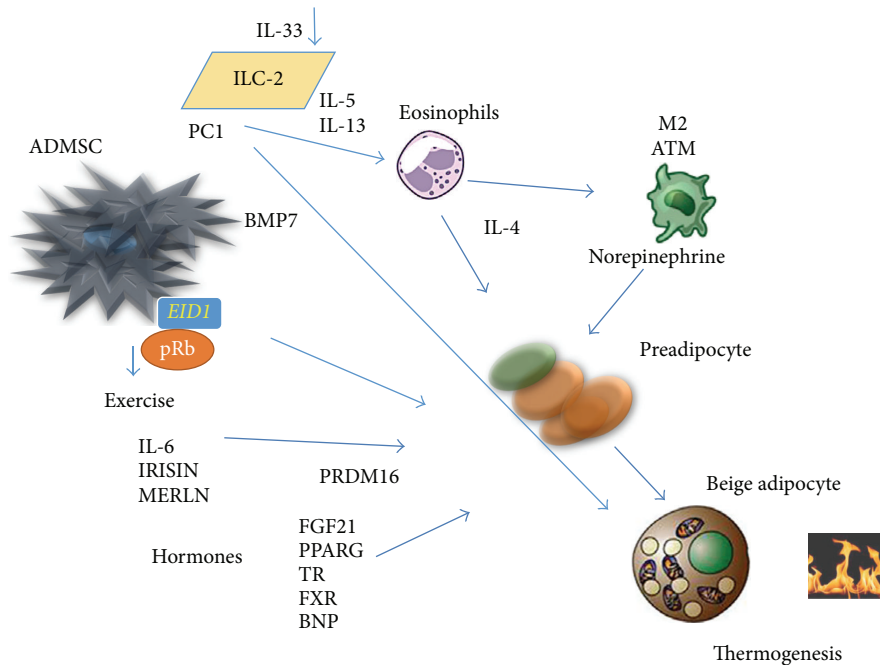 IL-33
ILC-2
IL-5
IL-13
PC1
Eosinophils
M2
ATM
ADMSC
BMP7
IL-4
Norepinephrine
EID1
pRb
Preadipocyte
Exercise
IL-6
IRISIN
MERLN
PRDM16
Beige adipocyte
Hormones
FGF21
PPARG
TR
FXR
BNP
Thermogenesis